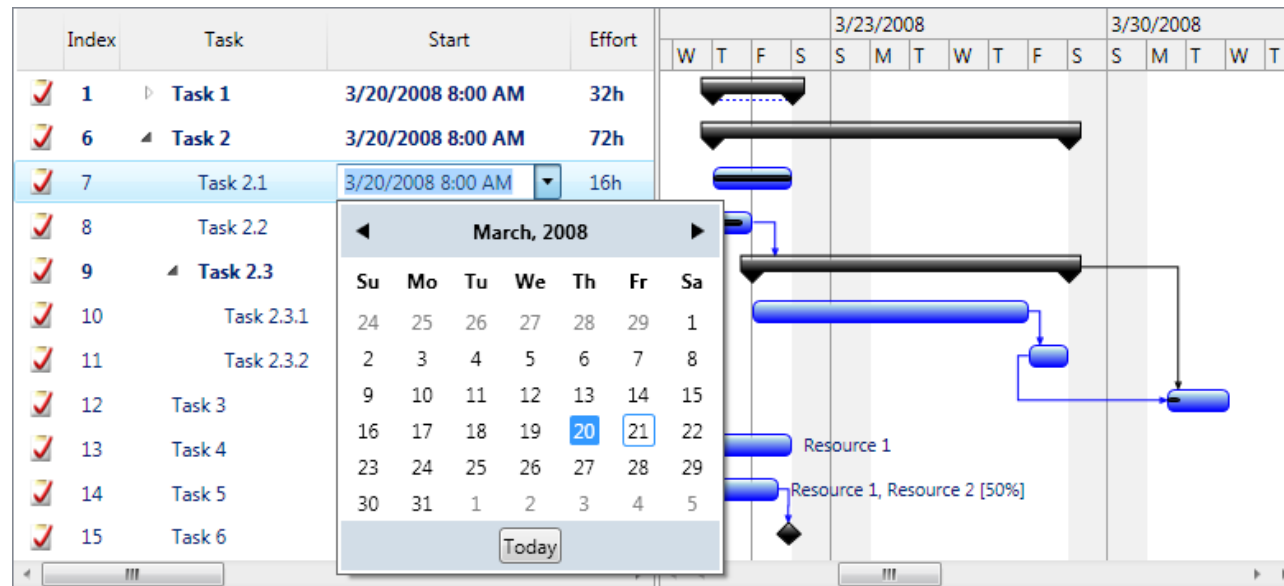 3/23/2008 3/30/2008
Index Task Start Effort
W T F S S M T W T F S S M T W T
1 Task 1 3/20/2008 8:00 AM 32h
6 Task 2 3/20/2008 8:00 AM 72h
7 Task 2.1 3/20/2008 8:00 AM 16h
8 Task 2.2
March, 2008
9 Task 2.3
Su Mo Tu We Th Fr Sa
10 Task 2.3.1
24 25 26 27 28 29 1
11 Task 2.3.2
2 3 4 5 6 7 8
12 Task 3
9 10 11 12 13 14 15
16 17 18 19 20 21 22
13 Task 4
Resource 1
23 24 25 26 27 28 29
14 Task 5
Resource 1, Resource 2 [50%]
30 31 1 2 3 4 5
15 Task 6
Today